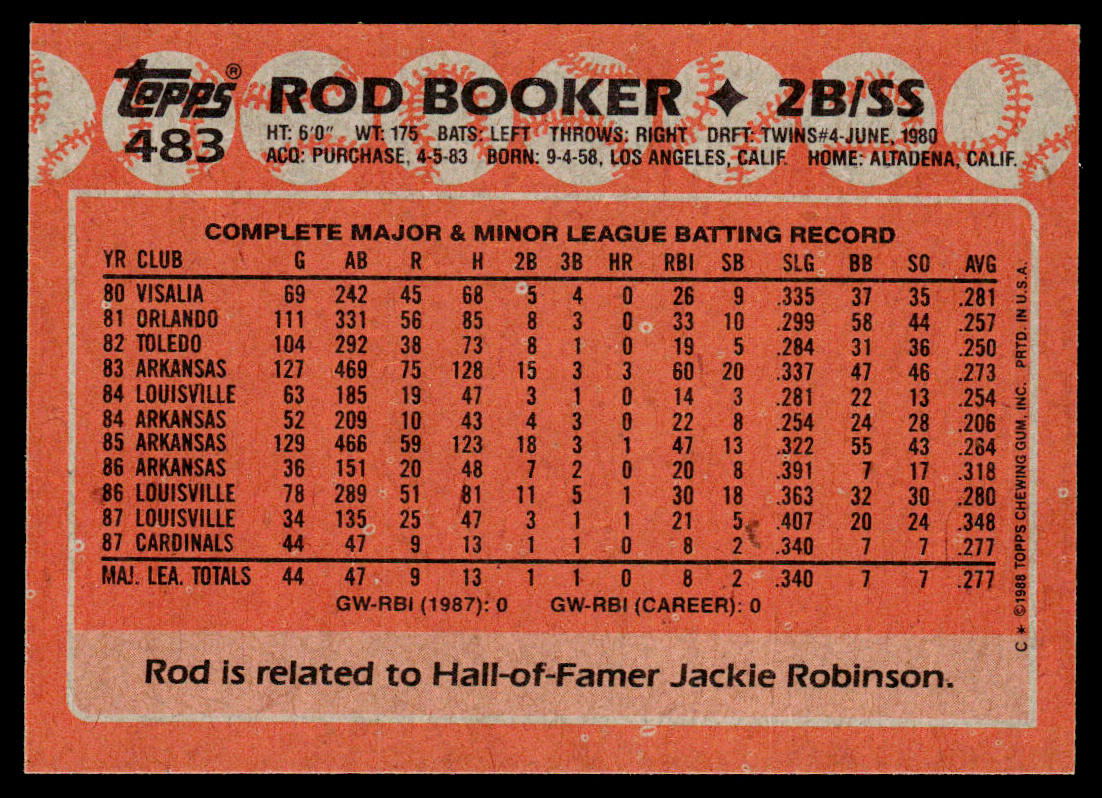 Topps® ROD BOOKER ✦ 2B/SS
483 HT: 6'0" WT: 175 BATS: LEFT THROWS: RIGHT DRFT: TWINS#4-JUNE, 1980
ACQ: PURCHASE, 4-5-83 BORN: 9-4-58, LOS ANGELES, CALIF. HOME: ALTADENA, CALIF.
COMPLETE MAJOR & MINOR LEAGUE BATTING RECORD
YR CLUB G AB R H 2B 3B HR RBI SB SLG BB SO AVG
80 VISALIA 69 242 45 68 5 4 0 26 9 .335 37 35 .281
81 ORLANDO 111 331 56 85 8 3 0 33 10 .299 58 44 .257
82 TOLEDO 104 292 38 73 8 1 0 19 5 .284 31 36 .250
83 ARKANSAS 127 469 75 128 15 3 3 60 20 .337 47 46 .273
84 LOUISVILLE 63 185 19 47 3 1 0 14 3 .281 22 13 .254
84 ARKANSAS 52 209 10 43 4 3 0 22 8 .254 24 28 .206
85 ARKANSAS 129 466 59 123 18 3 1 47 13 .322 55 43 .264
86 ARKANSAS 36 151 20 48 7 2 0 20 8 .391 7 17 .318
86 LOUISVILLE 78 289 51 81 11 5 1 30 18 .363 32 30 .280
87 LOUISVILLE 34 135 25 47 3 1 1 21 5 .407 20 24 .348
87 CARDINALS 44 47 9 13 1 1 0 8 2 .340 7 7 .277
MAJ. LEA. TOTALS 44 47 9 13 1 1 0 8 2 .340 7 7 .277
GW-RBI (1987): 0 GW-RBI (CAREER): 0
Rod is related to Hall-of-Famer Jackie Robinson.
C * ©1988 TOPPS CHEWING GUM, INC. PRTD. IN U.S.A.